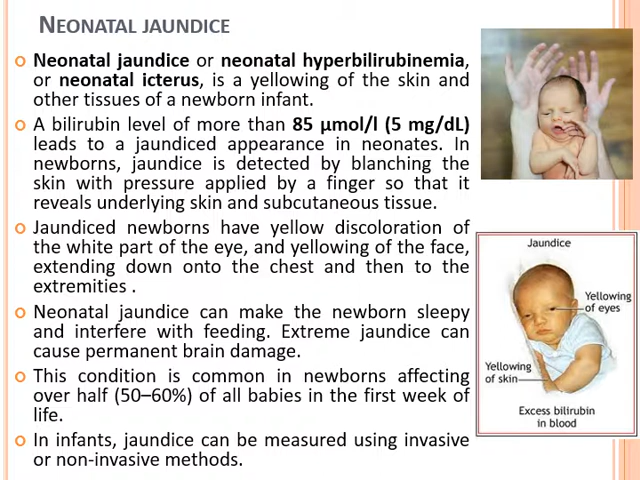 NEONATAL JAUNDICE
Neonatal jaundice or neonatal hyperbilirubinemia,
or neonatal icterus, is a yellowing of the skin and
other tissues of a newborn infant.
A bilirubin level of more than 85 μmol/l (5 mg/dL)
leads to a jaundiced appearance in neonates. In
newborns, jaundice is detected by blanching the
skin with pressure applied by a finger so that it
reveals underlying skin and subcutaneous tissue.
Jaundiced newborns have yellow discoloration of
the white part of the eye, and yellowing of the face,
extending down onto the chest and then to the
extremities .
Neonatal jaundice can make the newborn sleepy
and interfere with feeding. Extreme jaundice can
cause permanent brain damage.
This condition is common in newborns affecting
over half (50–60%) of all babies in the first week of
life.
In infants, jaundice can be measured using invasive
or non-invasive methods.
Jaundice
Yellowing
of eyes
Yellowing
of skin
Excess bilirubin
in blood